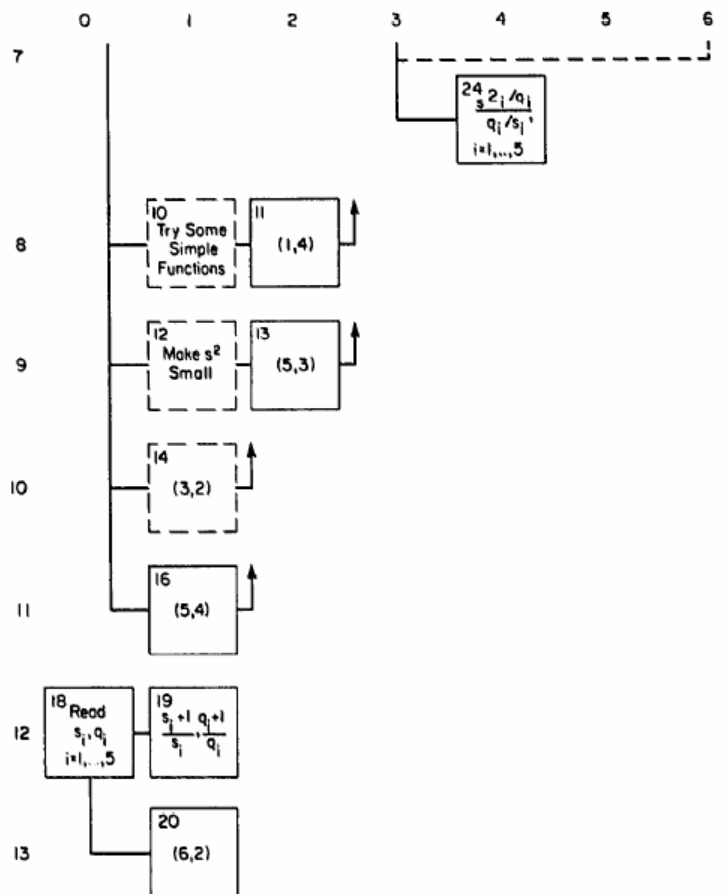 0 1 2 3 4 5 6
7
24
s 2i/qi
qi/si,
i=1,...,5
10
Try Some
Simple
Functions
11
(1,4)
8
12
Make s²
Small
13
(5,3)
9
14
(3,2)
10
16
(5,4)
11
18
Read
si,qi
i=1,...,5
19
si+1 qi+1
si , qi
12
20
(6,2)
13